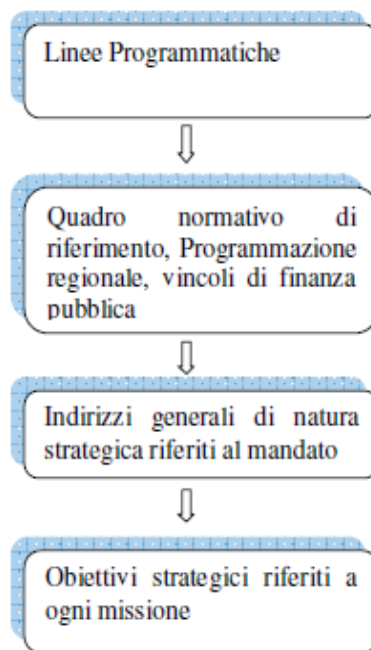 Linee Programmatiche
Quadro normativo di
riferimento, Programmazione
regionale, vincoli di finanza
pubblica
Indirizzi generali di natura
strategica riferiti al mandato
Obiettivi strategici riferiti a
ogni missione